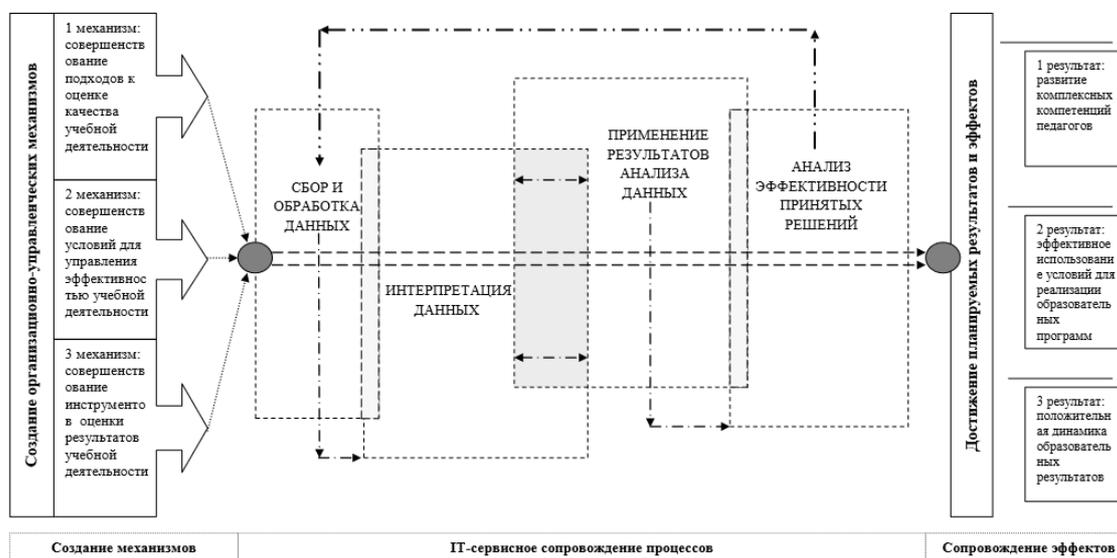 Создание организационно-управленческих механизмов
1 механизм:
совершенств
ование
подходов к
оценке
качества
учебной
деятельности
2 механизм:
совершенств
ование
условий для
управления
эффективнос
тью учебной
деятельности
3 механизм:
совершенств
ование
инструменто
в оценки
результатов
учебной
деятельности
СБОР И
ОБРАБОТКА
ДАННЫХ
ИНТЕРПРЕТАЦИЯ
ДАННЫХ
ПРИМЕНЕНИЕ
РЕЗУЛЬТАТОВ
АНАЛИЗА
ДАННЫХ
АНАЛИЗ
ЭФФЕКТИВНОСТИ
ПРИНЯТЫХ
РЕШЕНИЙ
Достижение планируемых результатов и эффектов
1 результат:
развитие
комплексных
компетенций
педагогов
2 результат:
эффективное
использовани
е условий для
реализации
образователь
ных
программ
3 результат:
положительн
ая динамика
образователь
ных
результатов
Создание механизмов
IT-сервисное сопровождение процессов
Сопровождение эффектов